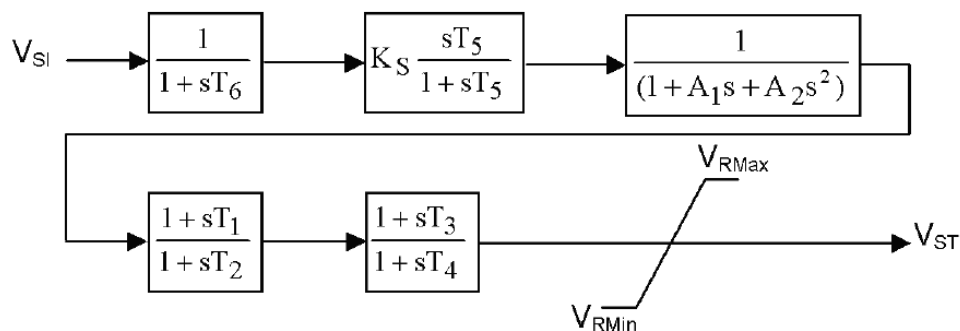 V_SI
1 / (1 + sT_6)
K_S sT_5 / (1 + sT_5)
1 / (1 + A_1s + A_2s^2)
V_RMax
(1 + sT_1) / (1 + sT_2)
(1 + sT_3) / (1 + sT_4)
V_ST
V_RMin